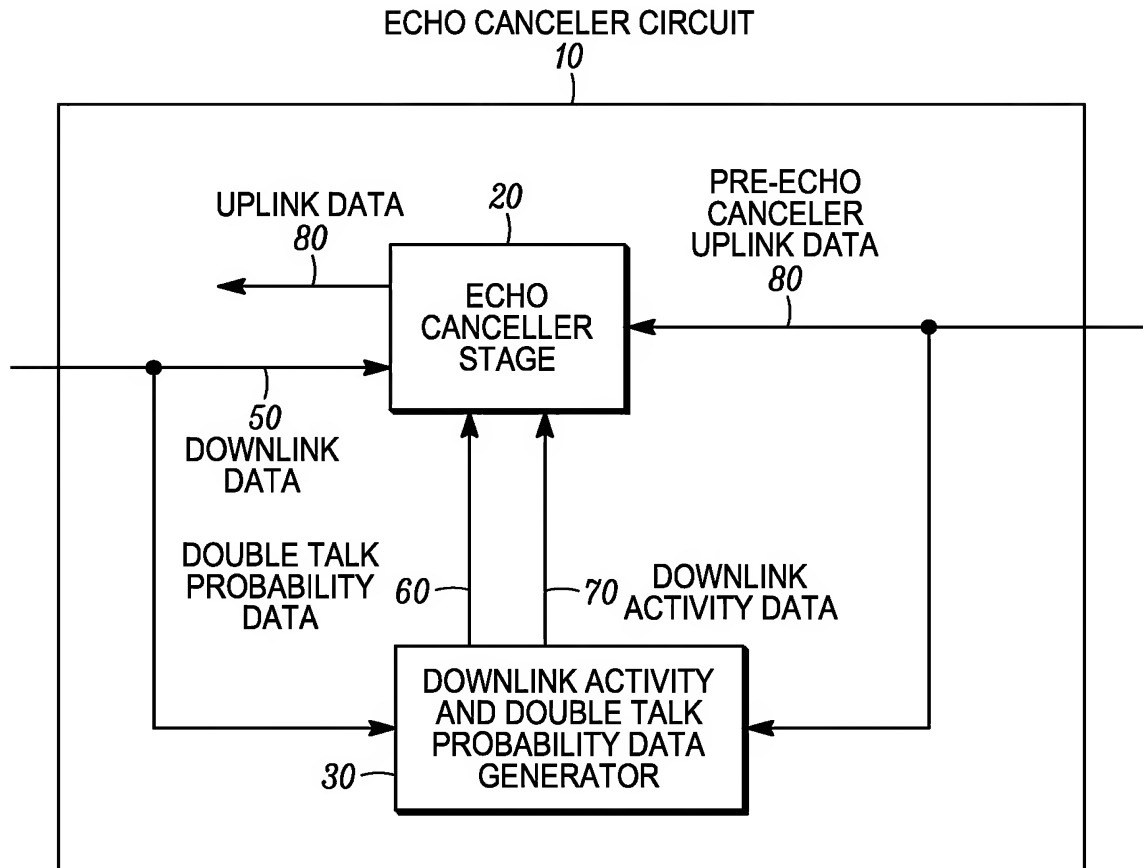 ECHO CANCELER CIRCUIT
10
UPLINK DATA
80
20
PRE-ECHO
CANCELER
UPLINK DATA
80
ECHO
CANCELLER
STAGE
50
DOWNLINK
DATA
DOUBLE TALK
PROBABILITY
DATA
60
70
DOWNLINK
ACTIVITY DATA
DOWNLINK ACTIVITY
AND DOUBLE TALK
PROBABILITY DATA
GENERATOR
30